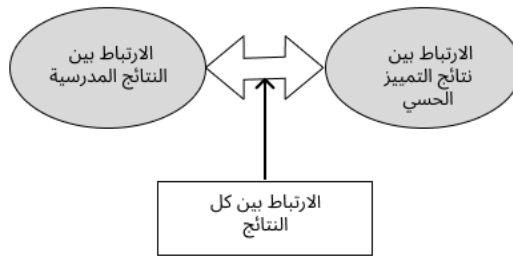 الارتباط بين
نتائج التمييز
الحسي
الارتباط بين
النتائج المدرسية
الارتباط بين كل
النتائج